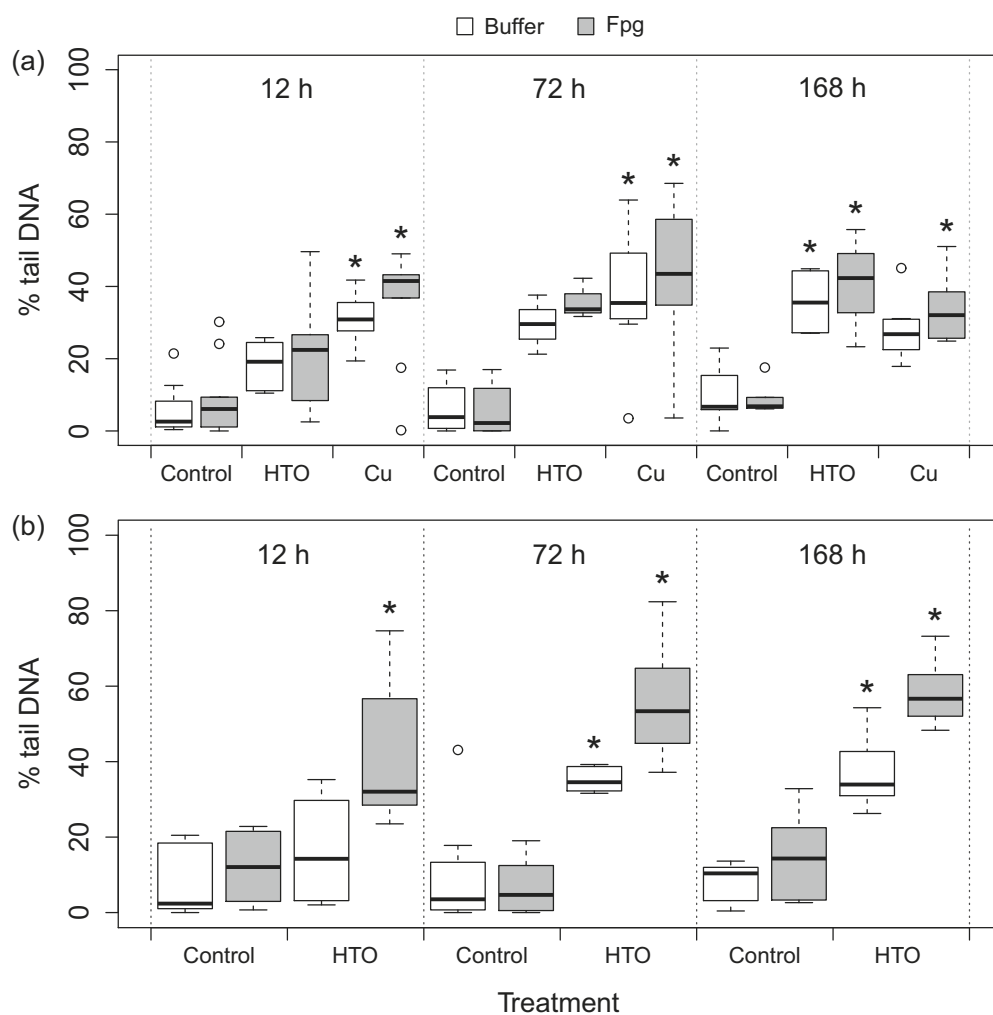 Buffer Fpg
(a)
12 h 72 h 168 h
% tail DNA
100
80
60
40
20
0
* * * * * * *
Control HTO Cu Control HTO Cu Control HTO Cu
(b)
12 h 72 h 168 h
% tail DNA
100
80
60
40
20
0
* * * * *
Control HTO Control HTO Control HTO
Treatment